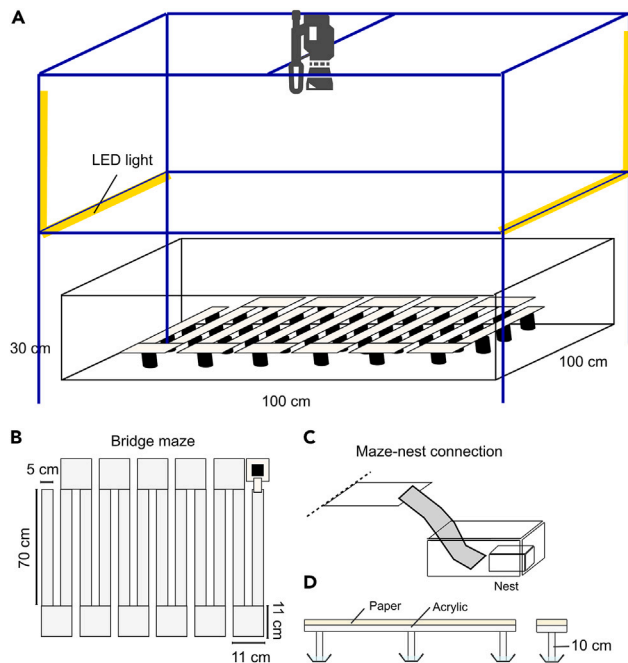 A
LED light
30 cm
100 cm
100 cm
B
Bridge maze
5 cm
70 cm
11 cm
11 cm
C
Maze-nest connection
Nest
D
Paper
Acrylic
10 cm